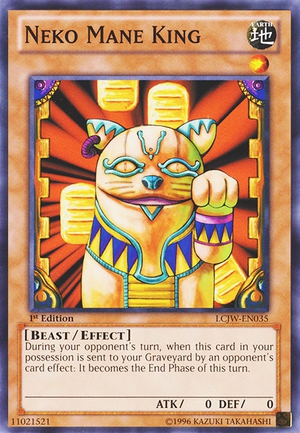 NEKO MANE KING
EARTH
地
1st Edition
LCJW-EN035
[BEAST/EFFECT]
During your opponent's turn, when this card in your
possession is sent to your Graveyard by an opponent's
card effect: It becomes the End Phase of this turn.
ATK/ 0 DEF/ 0
11021521
©1996 KAZUKI TAKAHASHI